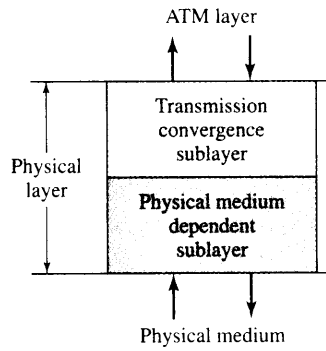 ATM layer
Transmission
convergence
sublayer
Physical
layer
Physical medium
dependent
sublayer
Physical medium